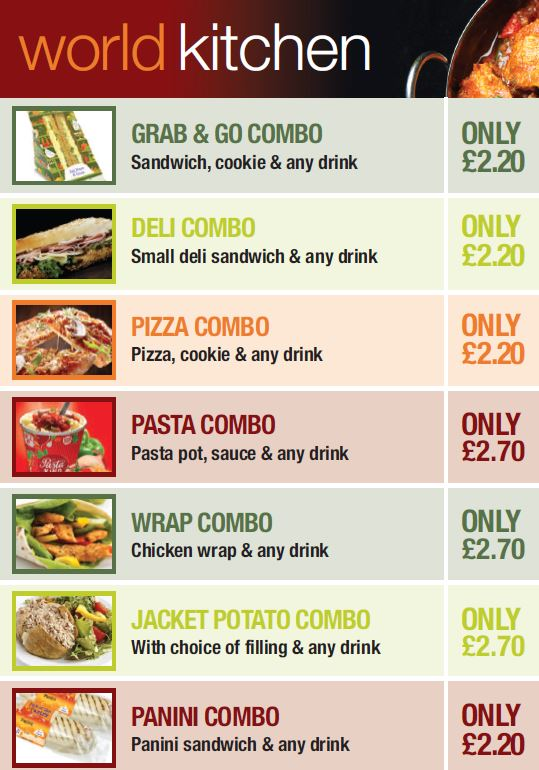 world kitchen
GRAB & GO COMBO
Sandwich, cookie & any drink
ONLY
£2.20
DELI COMBO
Small deli sandwich & any drink
ONLY
£2.20
PIZZA COMBO
Pizza, cookie & any drink
ONLY
£2.20
PASTA COMBO
Pasta pot, sauce & any drink
ONLY
£2.70
Pasta
WRAP COMBO
Chicken wrap & any drink
ONLY
£2.70
JACKET POTATO COMBO
With choice of filling & any drink
ONLY
£2.70
PANINI COMBO
Panini sandwich & any drink
ONLY
£2.20